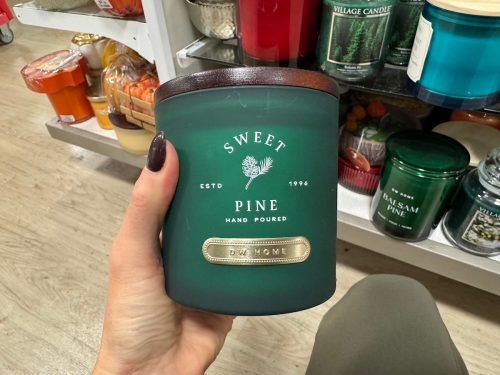 SWEET
ESTD 1996
PINE
HAND POURED
DW HOME
VILLAGE CANDLE
DW HOME
BALSAM
PINE